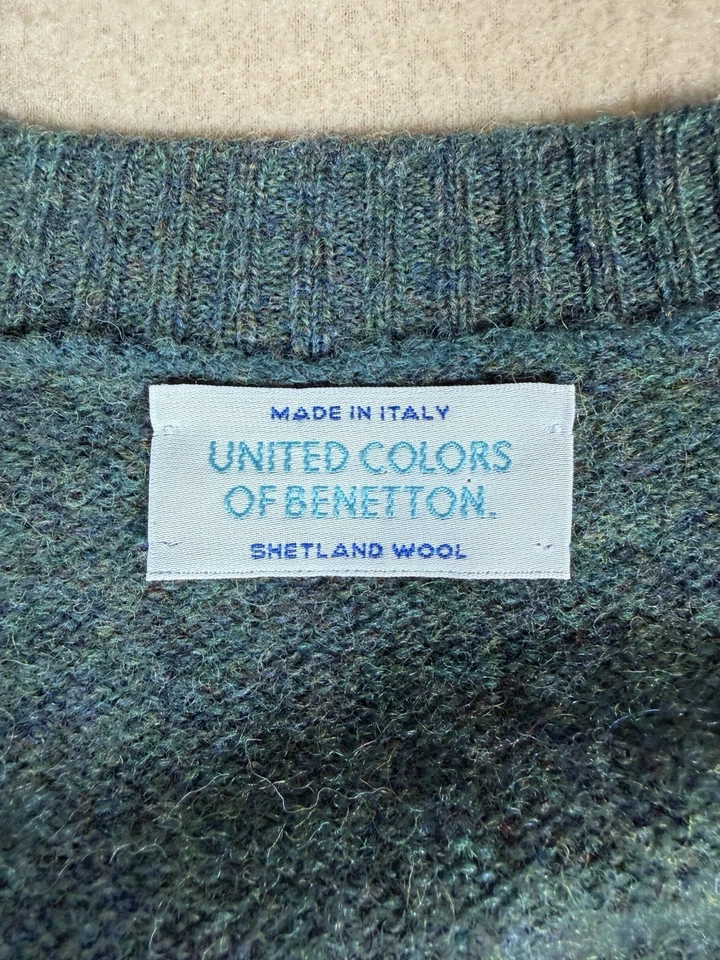 MADE IN ITALY
UNITED COLORS
OF BENETTON.
SHETLAND WOOL